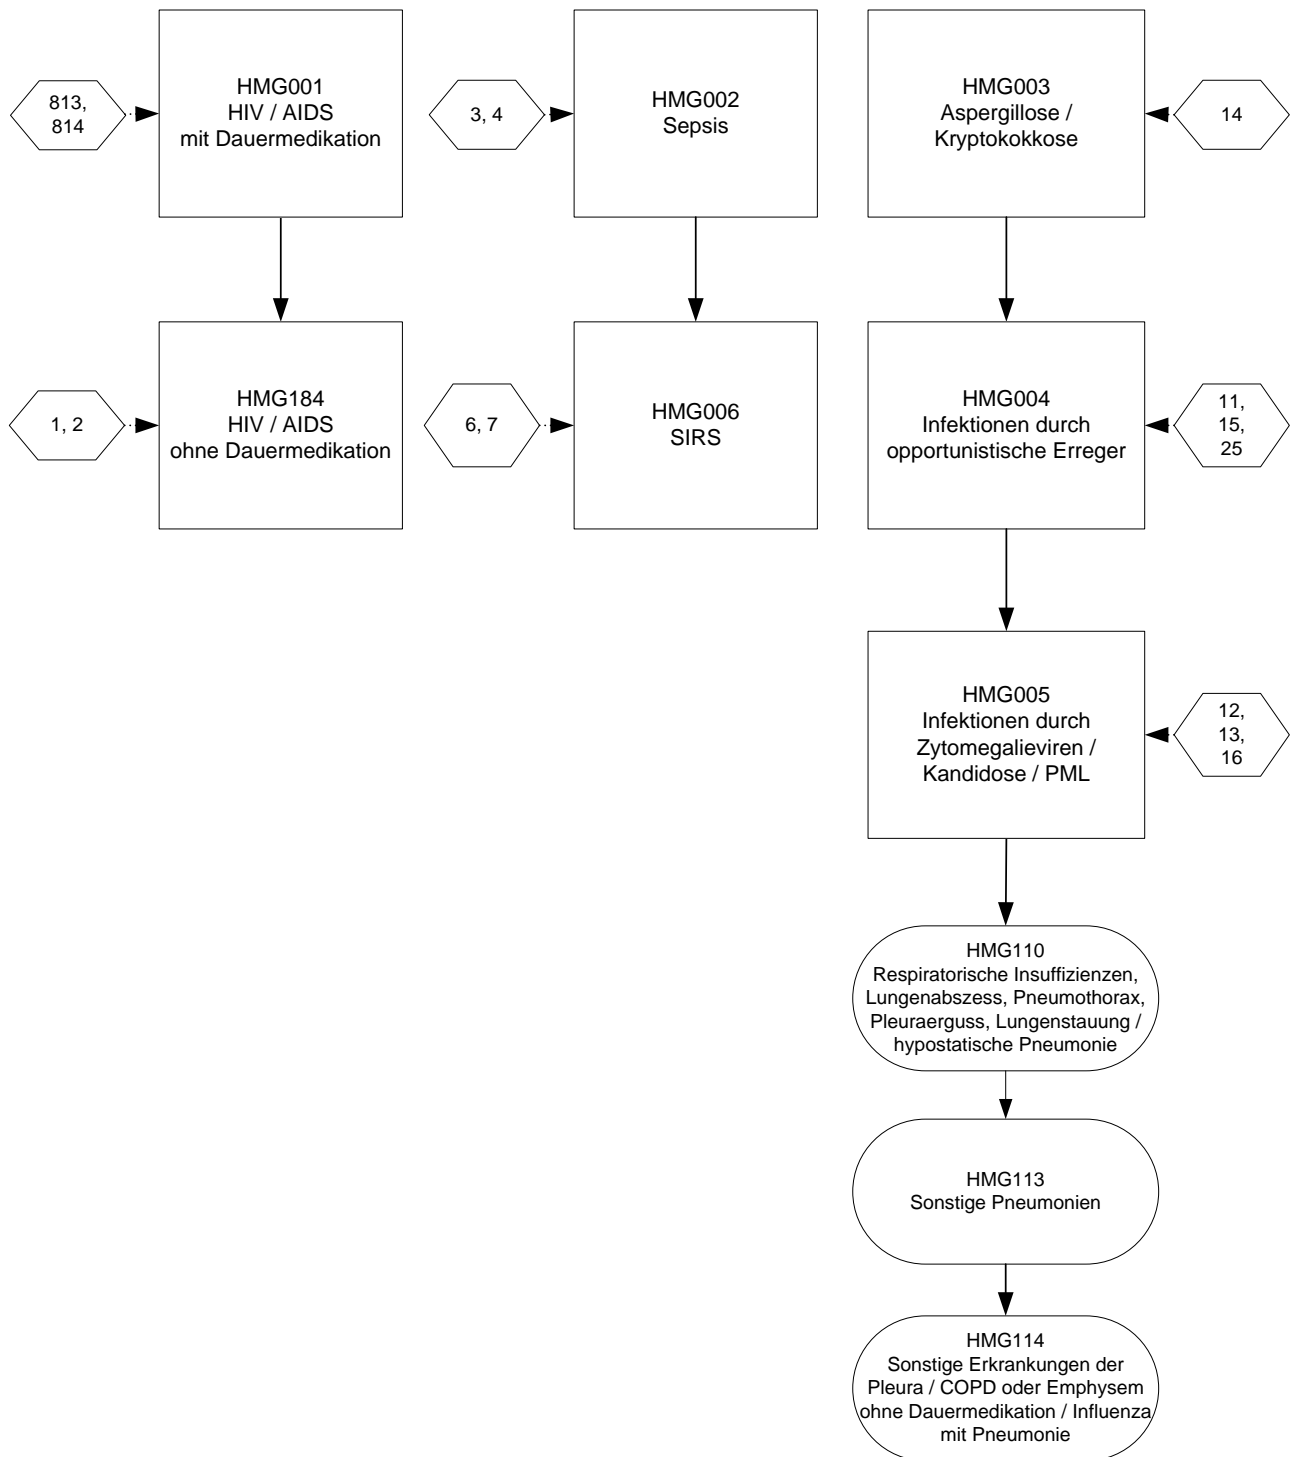 813,
814
HMG001
HIV / AIDS
mit Dauermedikation
3, 4
HMG002
Sepsis
HMG003
Aspergillose /
Kryptokokkose
14
1, 2
HMG184
HIV / AIDS
ohne Dauermedikation
6, 7
HMG006
SIRS
HMG004
Infektionen durch
opportunistische Erreger
11,
15,
25
HMG005
Infektionen durch
Zytomegalieviren /
Kandidose / PML
12,
13,
16
HMG110
Respiratorische Insuffizienzen,
Lungenabszess, Pneumothorax,
Pleuraerguss, Lungenstauung /
hypostatische Pneumonie
HMG113
Sonstige Pneumonien
HMG114
Sonstige Erkrankungen der
Pleura / COPD oder Emphysem
ohne Dauermedikation / Influenza
mit Pneumonie